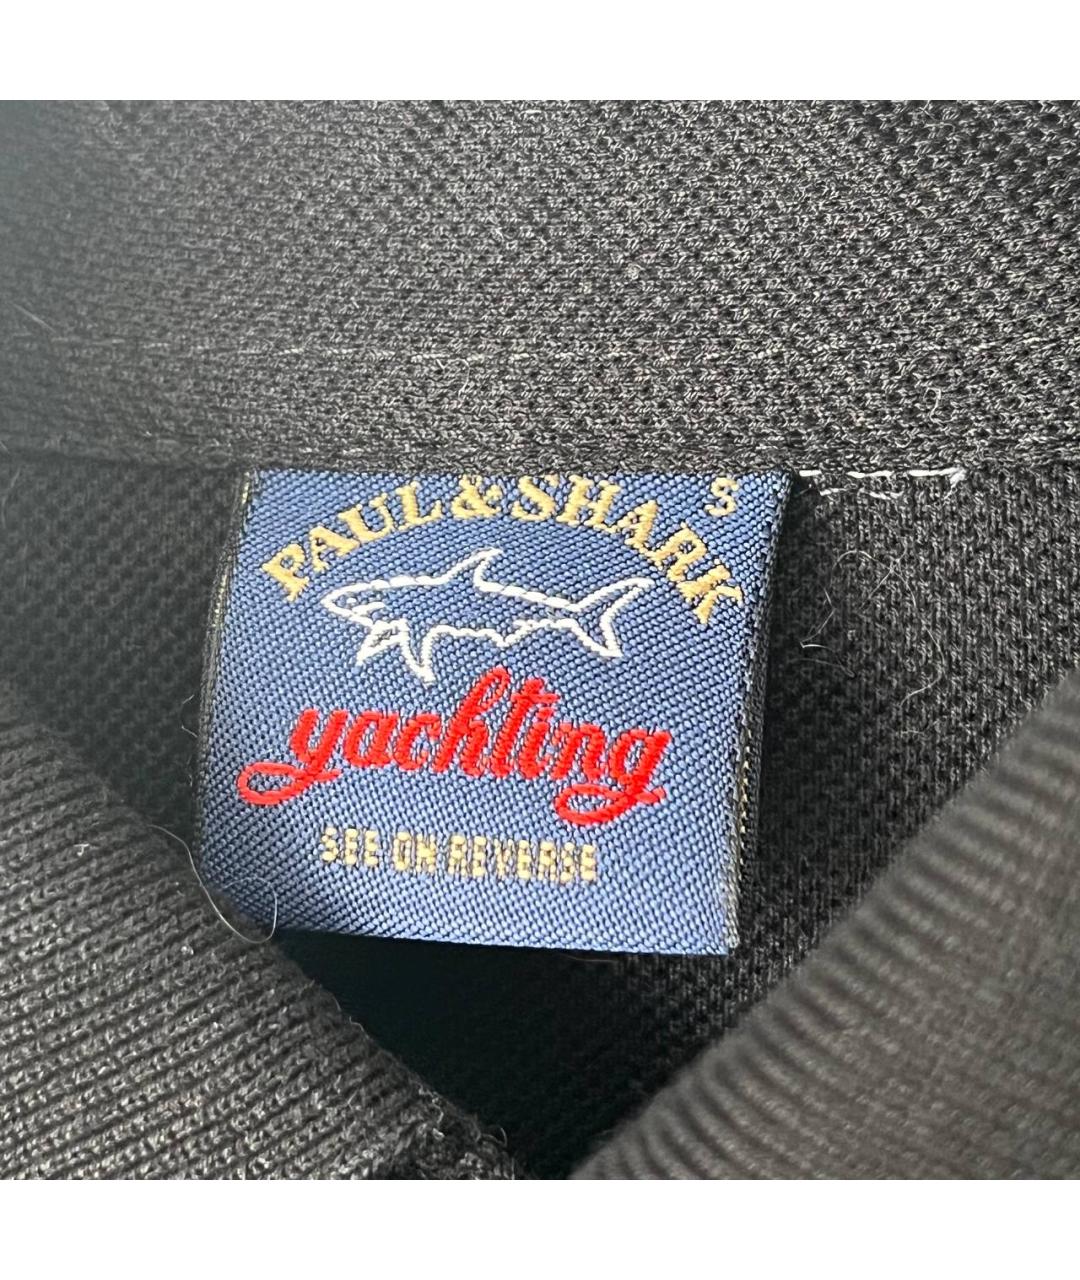 PAUL & SHARK
S
yachting
SEE ON REVERSE